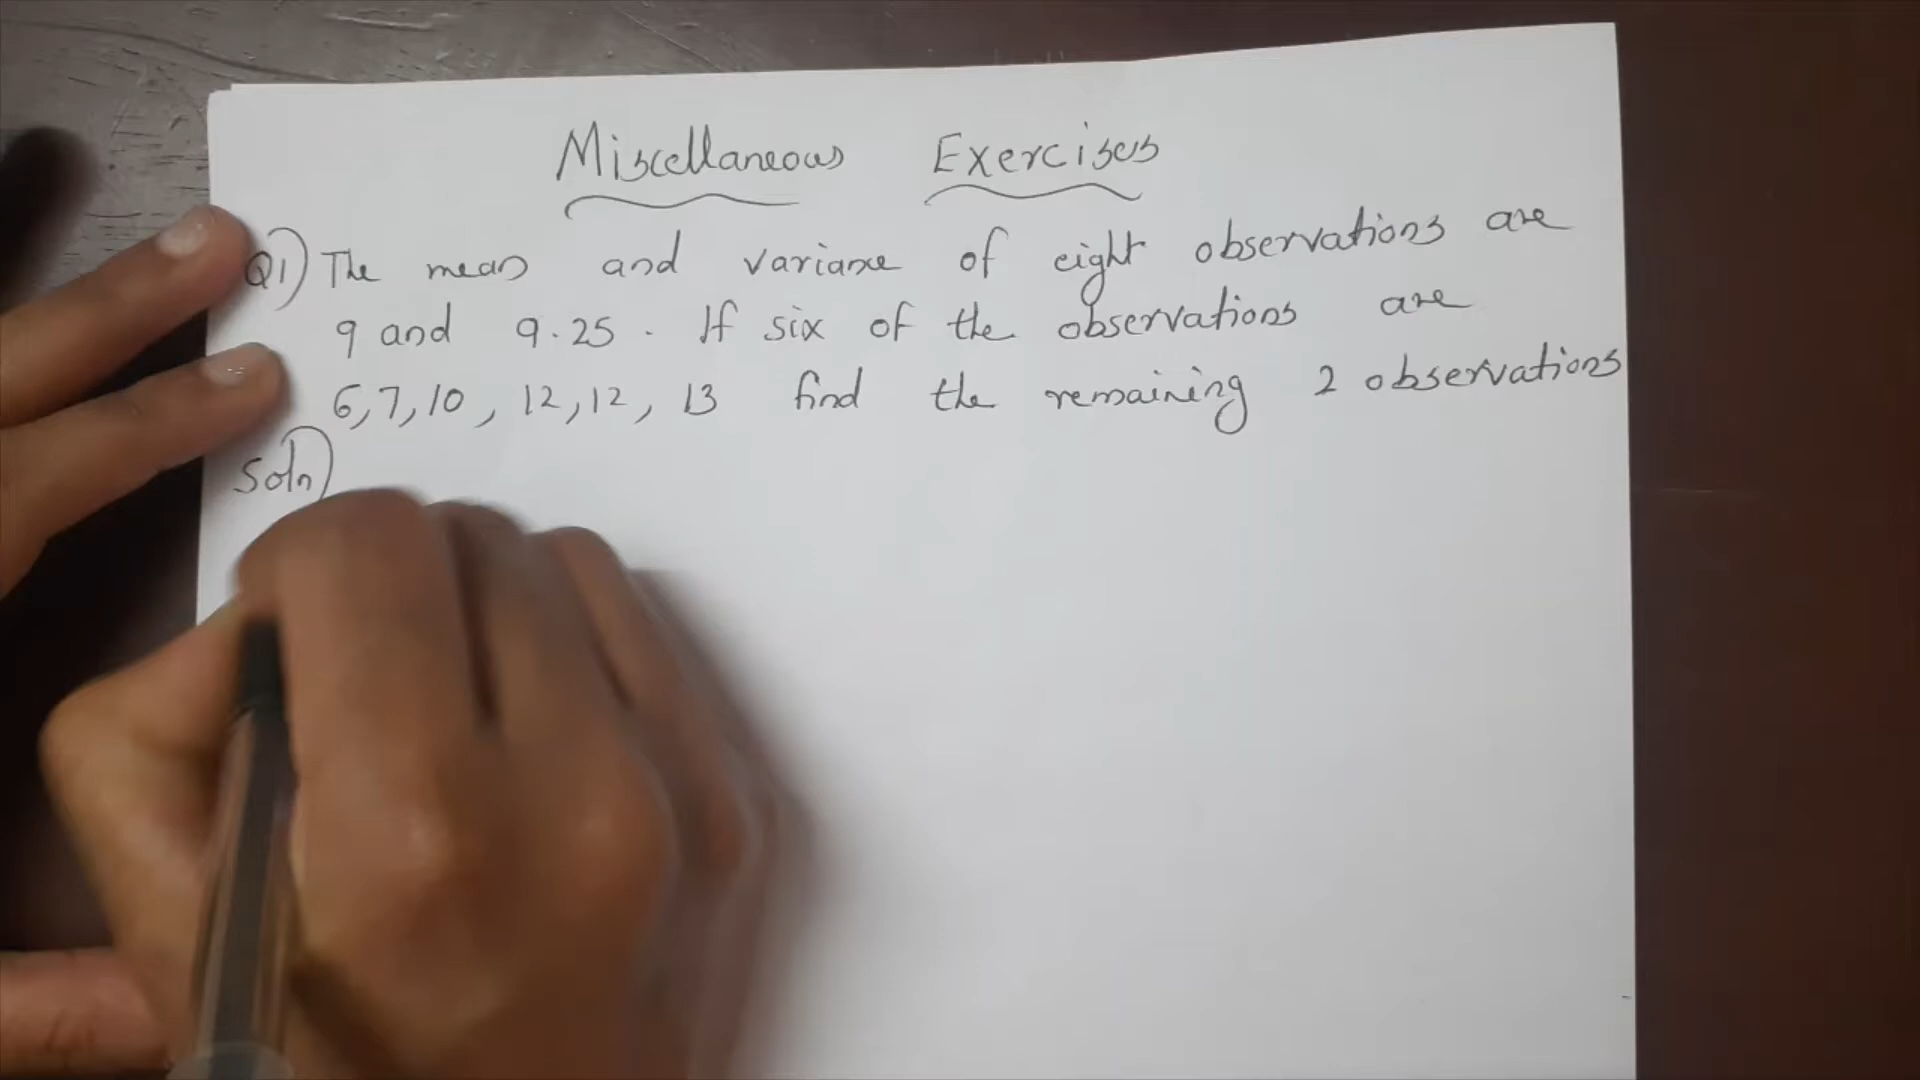 Miscellaneous Exercises
Q1) The mean and variance of eight observations are
9 and 9.25. If six of the observations are
6,7,10, 12,12, 13 find the remaining 2 observations
Soln)